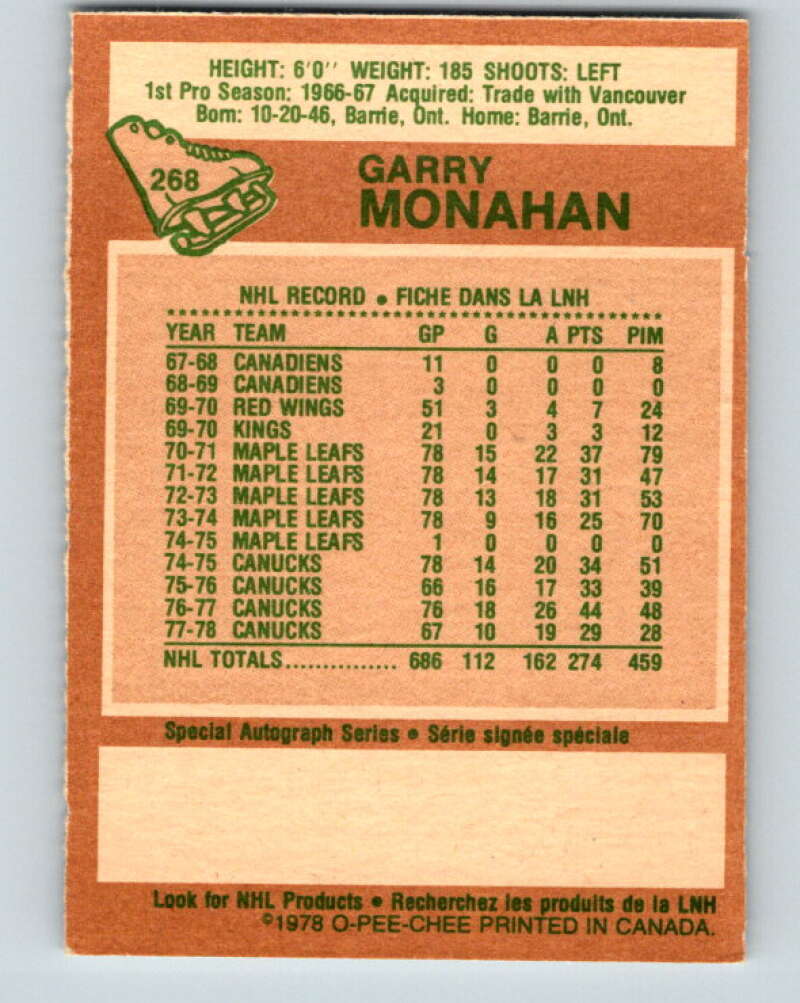 HEIGHT: 6'0'' WEIGHT: 185 SHOOTS: LEFT
1st Pro Season: 1966-67 Acquired: Trade with Vancouver
Born: 10-20-46, Barrie, Ont. Home: Barrie, Ont.
268
GARRY
MONAHAN
NHL RECORD • FICHE DANS LA LNH
YEAR TEAM GP G A PTS PIM
67-68 CANADIENS 11 0 0 0 8
68-69 CANADIENS 3 0 0 0 0
69-70 RED WINGS 51 3 4 7 24
69-70 KINGS 21 0 3 3 12
70-71 MAPLE LEAFS 78 15 22 37 79
71-72 MAPLE LEAFS 78 14 17 31 47
72-73 MAPLE LEAFS 78 13 18 31 53
73-74 MAPLE LEAFS 78 9 16 25 70
74-75 MAPLE LEAFS 1 0 0 0 0
74-75 CANUCKS 78 14 20 34 51
75-76 CANUCKS 66 16 17 33 39
76-77 CANUCKS 76 18 26 44 48
77-78 CANUCKS 67 10 19 29 28
NHL TOTALS............... 686 112 162 274 459
Special Autograph Series • Série signée spéciale
Look for NHL Products • Recherchez les produits de la LNH
©1978 O-PEE-CHEE PRINTED IN CANADA.